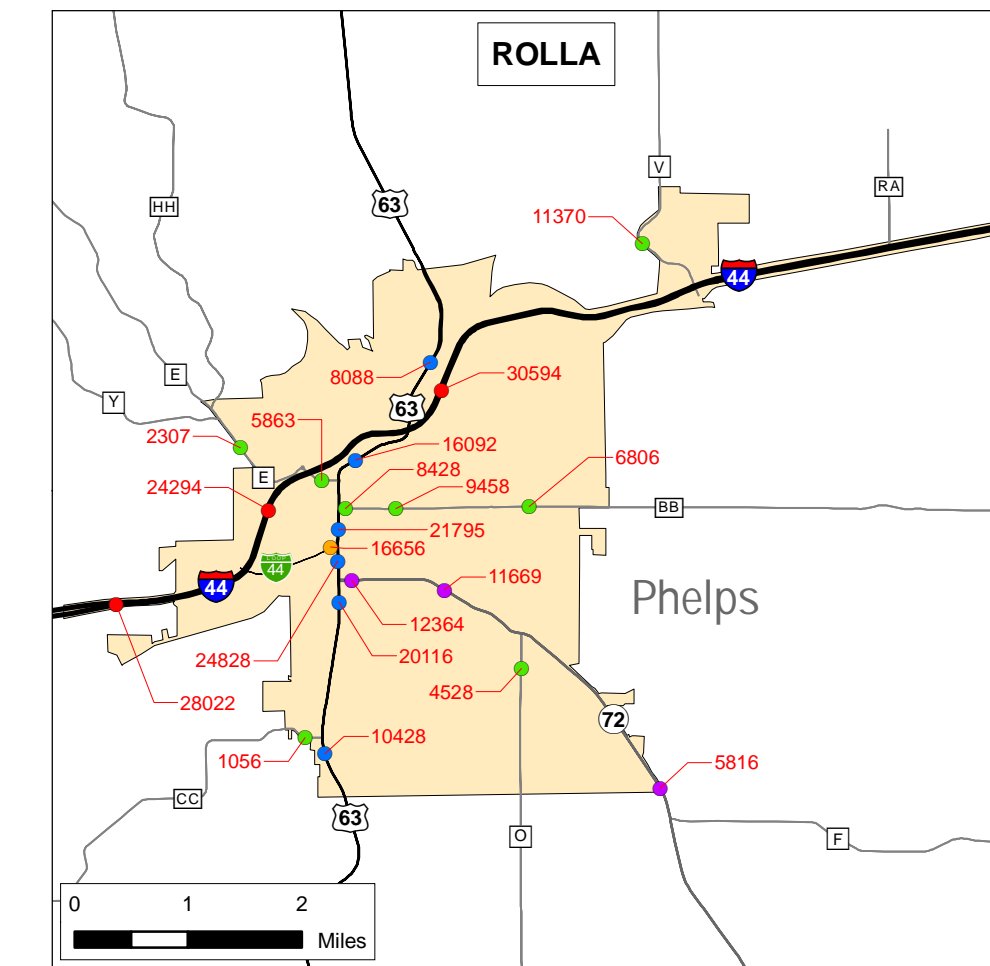 ROLLA
V
RA
HH
63
11370
44
8088
30594
E
Y
63
5863
2307
16092
8428
6806
E
24294
9458
BB
21795
16656
LOOP
44
44
11669
Phelps
12364
24828
20116
4528
28022
72
10428
1056
5816
CC
63
O
F
0 1 2
Miles